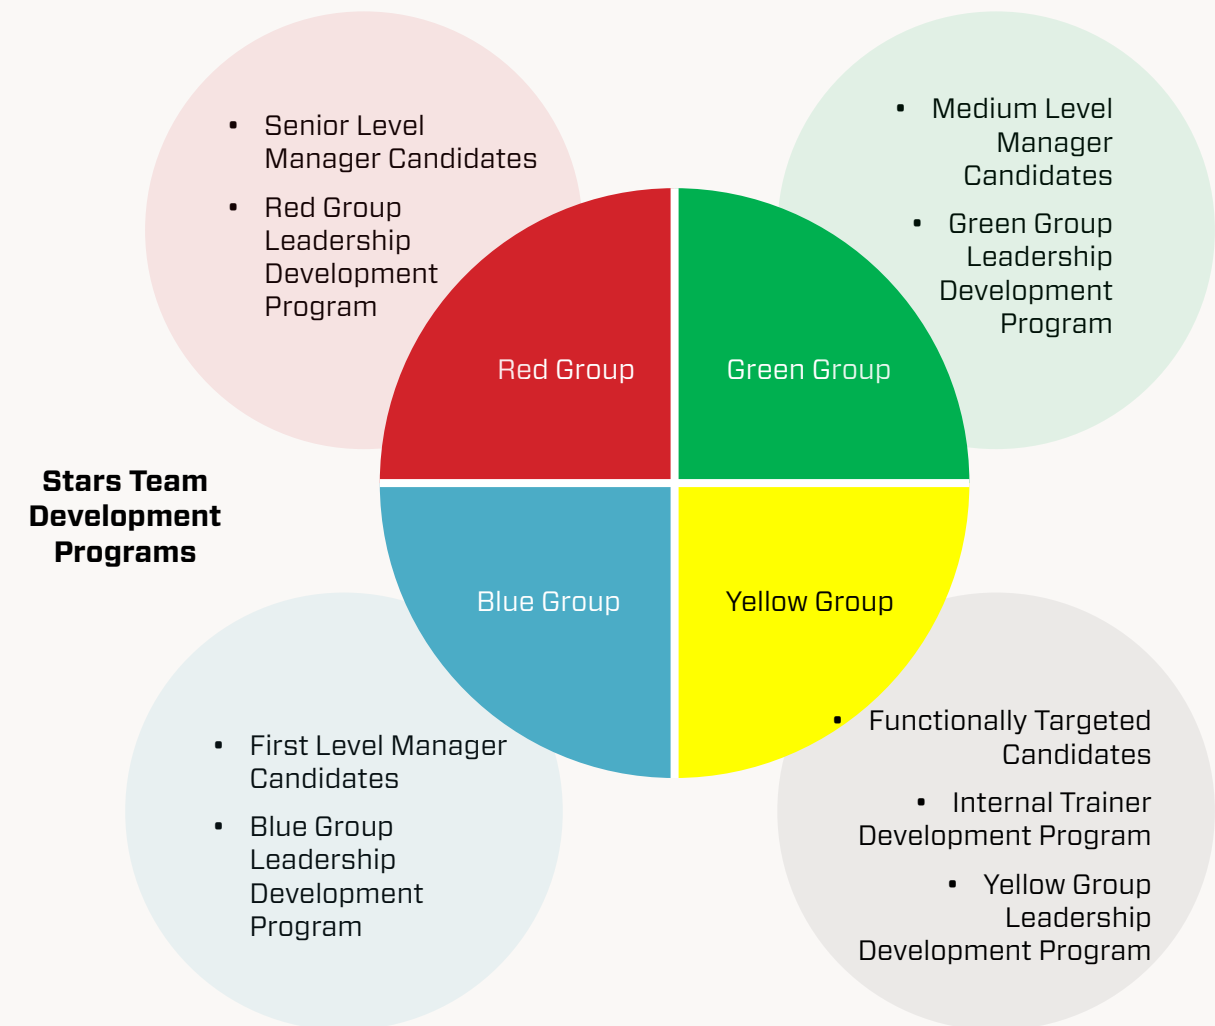 • Senior Level
Manager Candidates
• Red Group
Leadership
Development
Program
• Medium Level
Manager
Candidates
• Green Group
Leadership
Development
Program
Red Group
Green Group
Stars Team
Development
Programs
Blue Group
Yellow Group
• First Level Manager
Candidates
• Blue Group
Leadership
Development
Program
• Functionally Targeted
Candidates
• Internal Trainer
Development Program
• Yellow Group
Leadership
Development Program